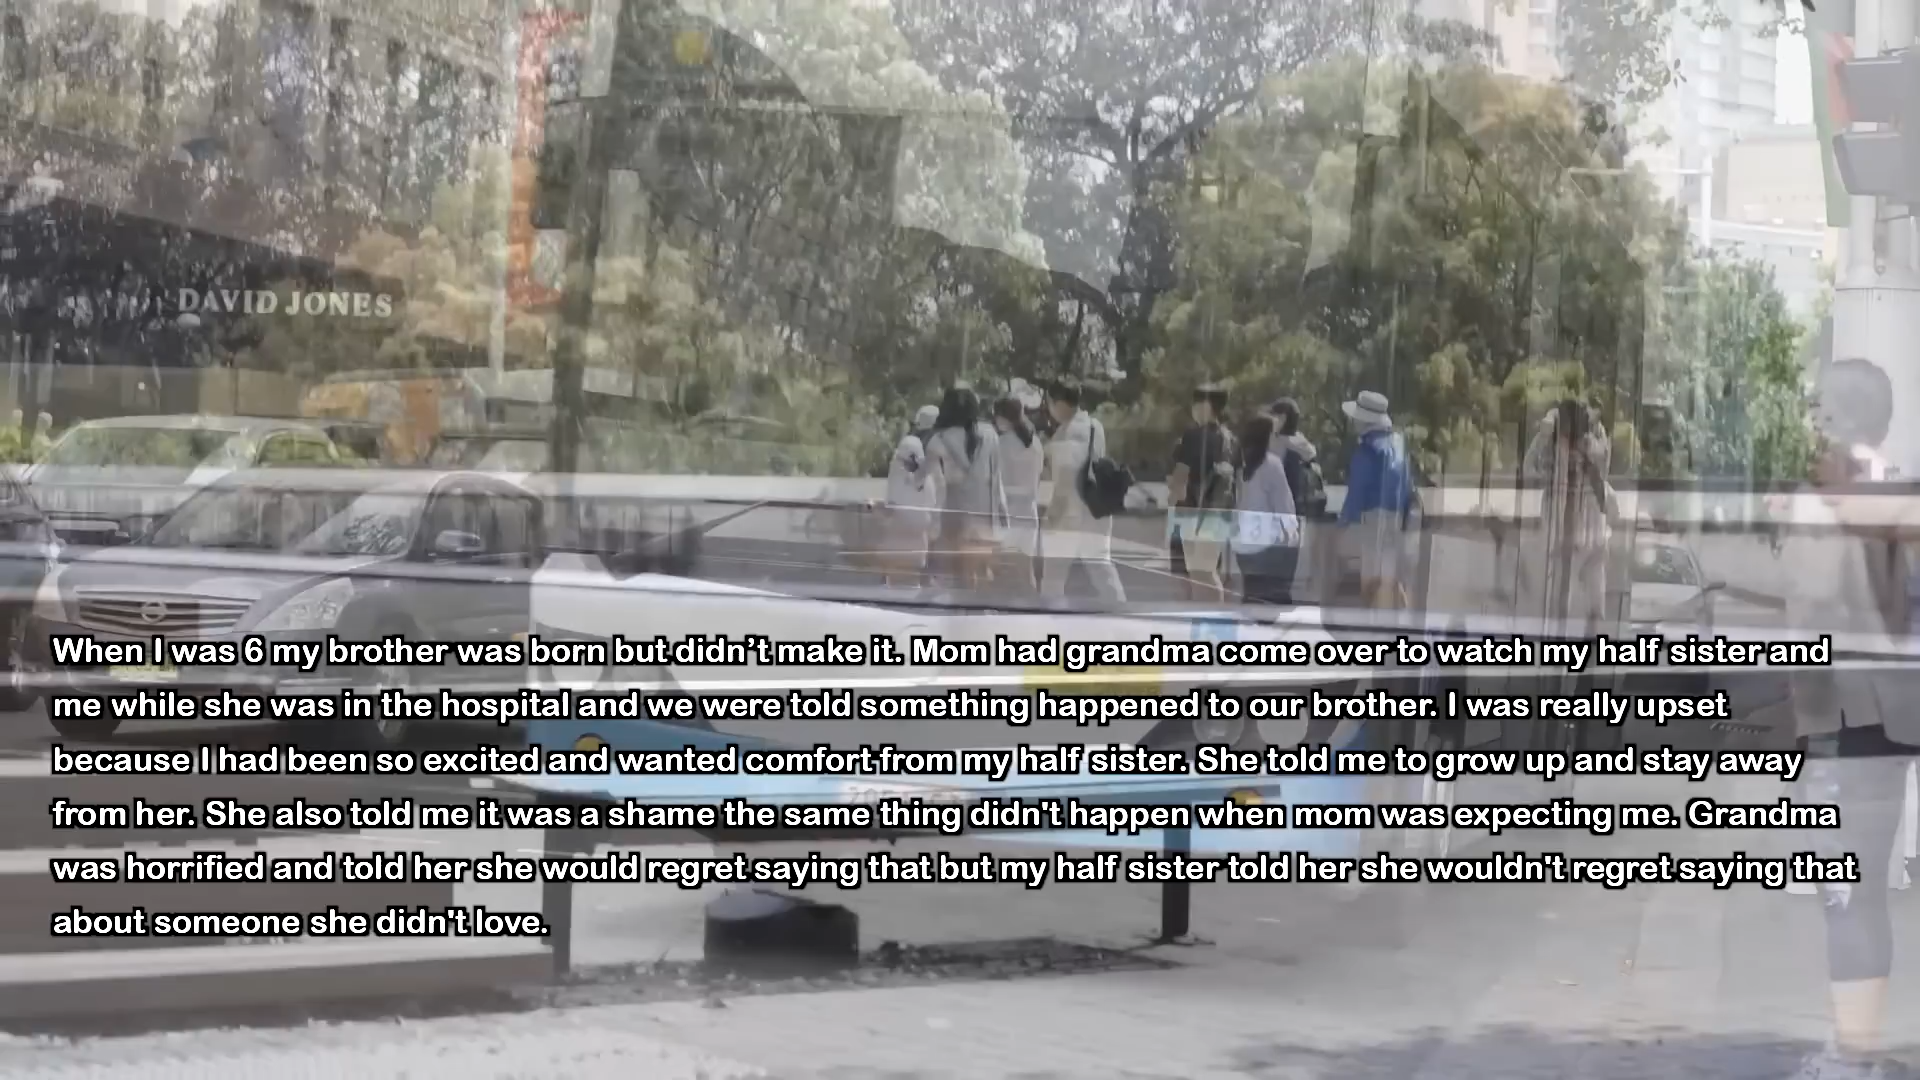 DAVID JONES
When I was 6 my brother was born but didn’t make it. Mom had grandma come over to watch my half sister and
me while she was in the hospital and we were told something happened to our brother. I was really upset
because I had been so excited and wanted comfort from my half sister. She told me to grow up and stay away
from her. She also told me it was a shame the same thing didn't happen when mom was expecting me. Grandma
was horrified and told her she would regret saying that but my half sister told her she wouldn't regret saying that
about someone she didn't love.